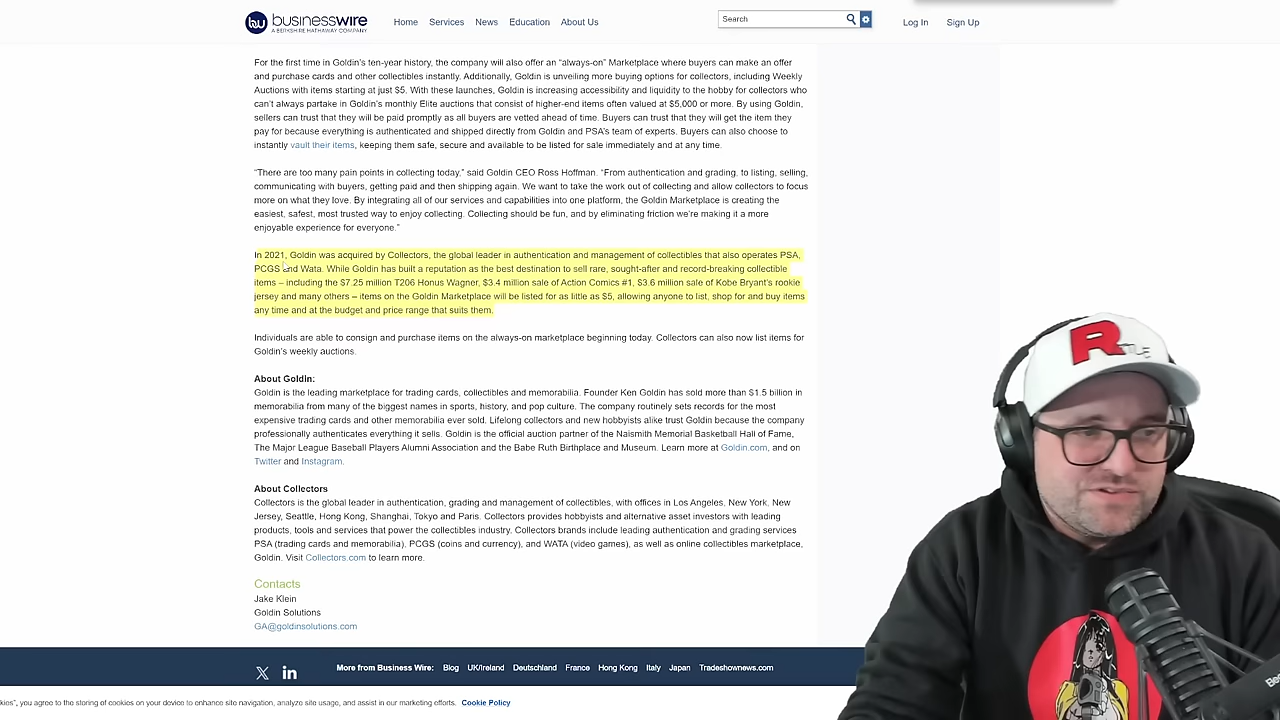 businesswire
A BERKSHIRE HATHAWAY COMPANY
Home Services News Education About Us
Search
Log In Sign Up
For the first time in Goldin's ten-year history, the company will also offer an “always-on” Marketplace where buyers can make an offer
and purchase cards and other collectibles instantly. Additionally, Goldin is unveiling more buying options for collectors, including Weekly
Auctions with items starting at just $5. With these launches, Goldin is increasing accessibility and liquidity to the hobby for collectors who
can't always partake in Goldin's monthly Elite auctions that consist of higher-end items often valued at $5,000 or more. By using Goldin,
sellers can trust that they will be paid promptly as all buyers are vetted ahead of time. Buyers can trust that they will get the item they
pay for because everything is authenticated and shipped directly from Goldin and PSA's team of experts. Buyers can also choose to
instantly vault their items, keeping them safe, secure and available to be listed for sale immediately and at any time.
“There are too many pain points in collecting today,” said Goldin CEO Ross Hoffman. “From authentication and grading, to listing, selling,
communicating with buyers, getting paid and then shipping again. We want to take the work out of collecting and allow collectors to focus
more on what they love. By integrating all of our services and capabilities into one platform, the Goldin Marketplace is creating the
easiest, safest, most trusted way to enjoy collecting. Collecting should be fun, and by eliminating friction we're making it a more
enjoyable experience for everyone.”
In 2021, Goldin was acquired by Collectors, the global leader in authentication and management of collectibles that also operates PSA,
PCGS and Wata. While Goldin has built a reputation as the best destination to sell rare, sought-after and record-breaking collectible
items – including the $7.25 million T206 Honus Wagner, $3.4 million sale of Action Comics #1, $3.6 million sale of Kobe Bryant's rookie
jersey and many others – items on the Goldin Marketplace will be listed for as little as $5, allowing anyone to list, shop for and buy items
any time and at the budget and price range that suits them.
Individuals are able to consign and purchase items on the always-on marketplace beginning today. Collectors can also now list items for
Goldin's weekly auctions.
About Goldin:
Goldin is the leading marketplace for trading cards, collectibles and memorabilia. Founder Ken Goldin has sold more than $1.5 billion in
memorabilia from many of the biggest names in sports, history, and pop culture. The company routinely sets records for the most
expensive trading cards and other memorabilia ever sold. Lifelong collectors and new hobbyists alike trust Goldin because the company
professionally authenticates everything it sells. Goldin is the official auction partner of the Naismith Memorial Basketball Hall of Fame,
The Major League Baseball Players Alumni Association and the Babe Ruth Birthplace and Museum. Learn more at Goldin.com, and on
Twitter and Instagram.
About Collectors
Collectors is the global leader in authentication, grading and management of collectibles, with offices in Los Angeles, New York, New
Jersey, Seattle, Hong Kong, Shanghai, Tokyo and Paris. Collectors provides hobbyists and alternative asset investors with leading
products, tools and services that power the collectibles industry. Collectors brands include leading authentication and grading services
PSA (trading cards and memorabilia), PCGS (coins and currency), and WATA (video games), as well as online collectibles marketplace,
Goldin. Visit Collectors.com to learn more.
Contacts
Jake Klein
Goldin Solutions
GA@goldinsolutions.com
More from Business Wire: Blog UK/Ireland Deutschland France Hong Kong Italy Japan Tradeshownews.com
kies”, you agree to the storing of cookies on your device to enhance site navigation, analyze site usage, and assist in our marketing efforts. Cookie Policy
R